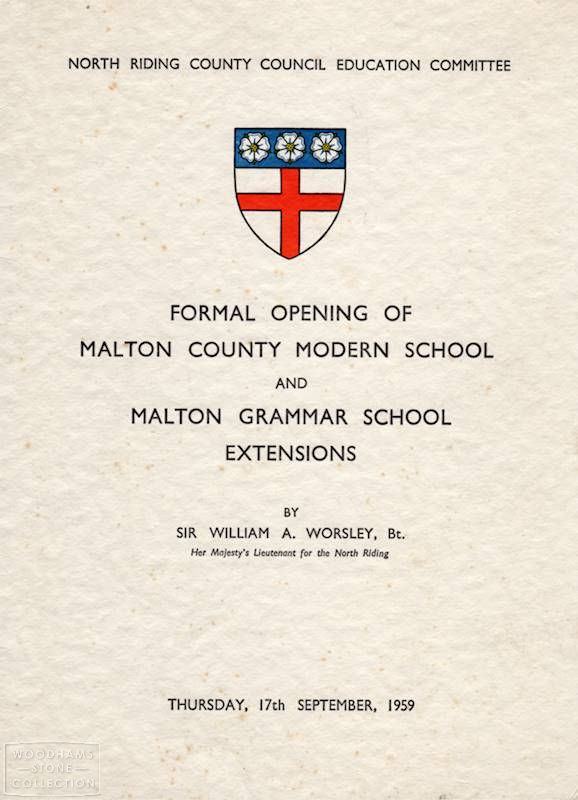 NORTH RIDING COUNTY COUNCIL EDUCATION COMMITTEE
FORMAL OPENING OF
MALTON COUNTY MODERN SCHOOL
AND
MALTON GRAMMAR SCHOOL
EXTENSIONS
BY
SIR WILLIAM A. WORSLEY, Bt.
Her Majesty's Lieutenant for the North Riding
THURSDAY, 17th SEPTEMBER, 1959
WOODHAMS
—STONE—
COLLECTION